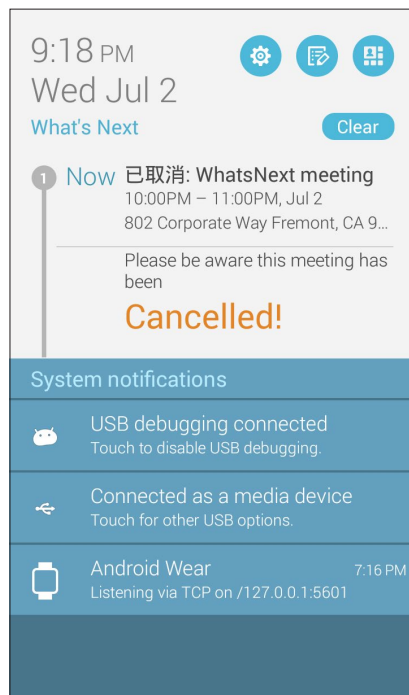 9:18 PM
Wed Jul 2
What's Next
Clear
1
Now
已取消: WhatsNext meeting
10:00PM – 11:00PM, Jul 2
802 Corporate Way Fremont, CA 9...
Please be aware this meeting has
been
Cancelled!
System notifications
USB debugging connected
Touch to disable USB debugging.
Connected as a media device
Touch for other USB options.
Android Wear
7:16 PM
Listening via TCP on /127.0.0.1:5601